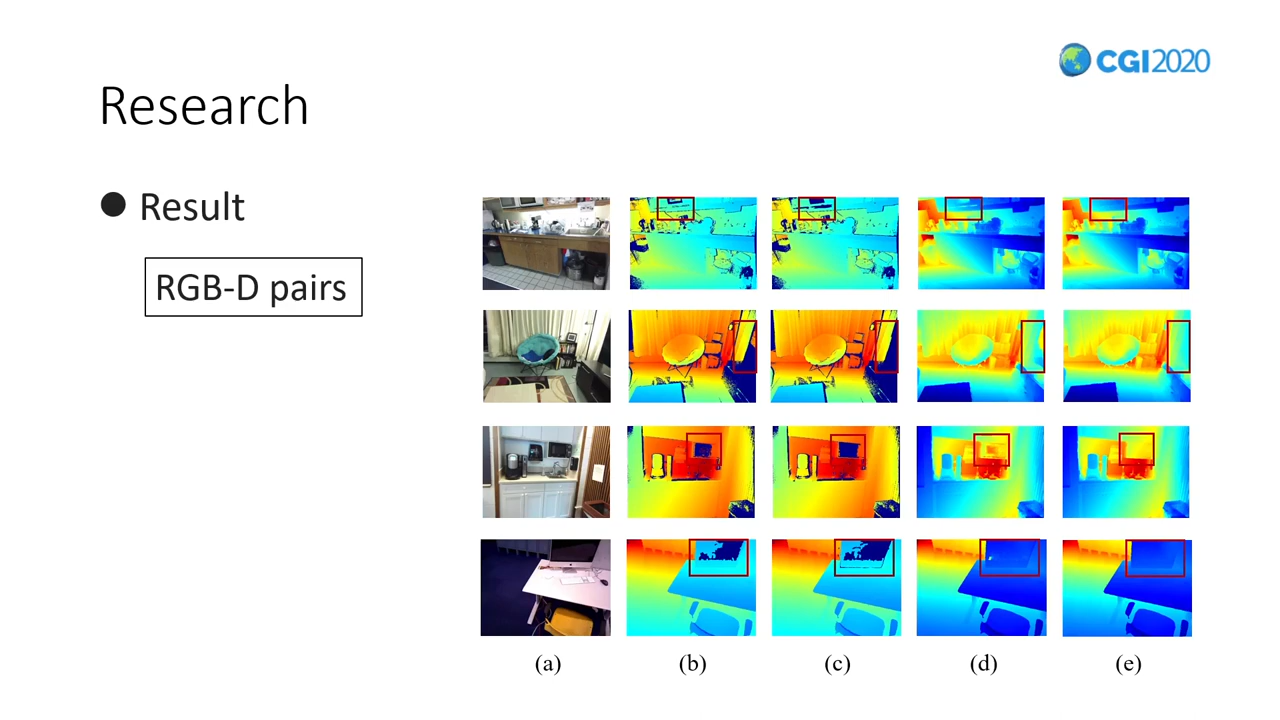 CGI2020
Research
● Result
RGB-D pairs
(a) (b) (c) (d) (e)